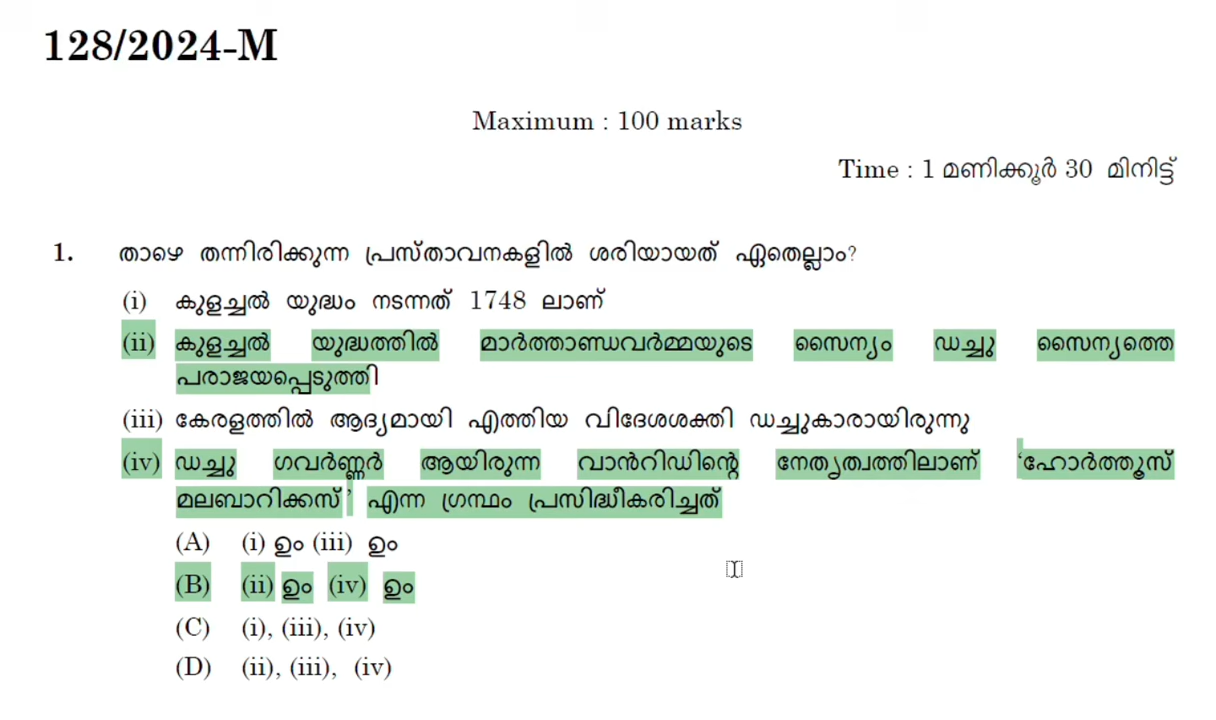 128/2024-M
Maximum : 100 marks
Time : 1 മണിക്കൂർ 30 മിനിട്ട്
1. താഴെ തന്നിരിക്കുന്ന പ്രസ്താവനകളിൽ ശരിയായത് ഏതെല്ലാം?
(i) കുളച്ചൽ യുദ്ധം നടന്നത് 1748 ലാണ്
(ii) കുളച്ചൽ യുദ്ധത്തിൽ മാർത്താണ്ഡവർമ്മയുടെ സൈന്യം ഡച്ചു സൈന്യത്തെ
പരാജയപ്പെടുത്തി
(iii) കേരളത്തിൽ ആദ്യമായി എത്തിയ വിദേശശക്തി ഡച്ചുകാരായിരുന്നു
(iv) ഡച്ചു ഗവർണ്ണർ ആയിരുന്ന വാൻറിഡിന്റെ നേതൃത്വത്തിലാണ് ‘ഹോർത്തൂസ്
മലബാറിക്കസ്’ എന്ന ഗ്രന്ഥം പ്രസിദ്ധീകരിച്ചത്
(A) (i) ഉം (iii) ഉം
(B) (ii) ഉം (iv) ഉം
(C) (i), (iii), (iv)
(D) (ii), (iii), (iv)